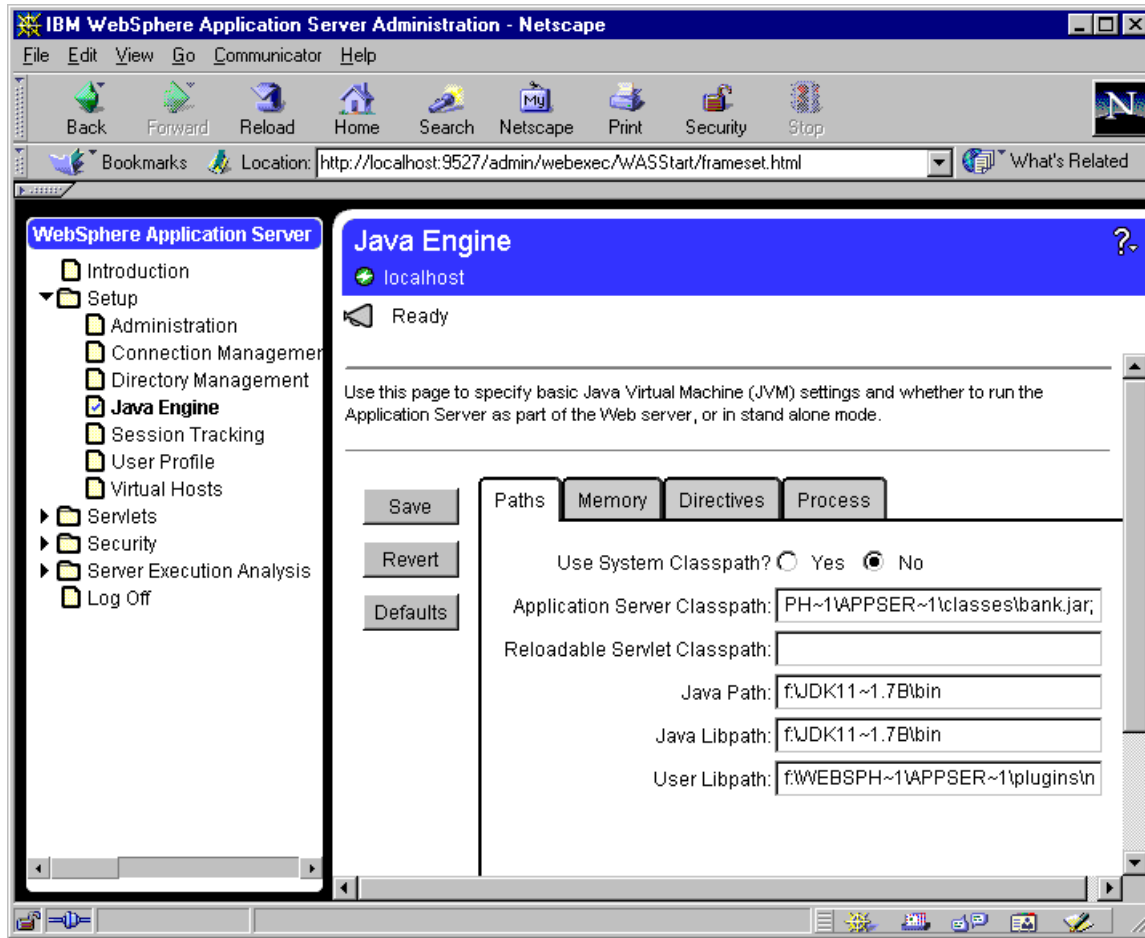 IBM WebSphere Application Server Administration - Netscape
File Edit View Go Communicator Help
My
N
Back Forward Reload Home Search Netscape Print Security Stop
Bookmarks Location: http://localhost:9527/admin/webexec/WASStart/frameset.html What's Related
WebSphere Application Server
Introduction
Setup
Administration
Connection Managemer
Directory Management
Java Engine
Session Tracking
User Profile
Virtual Hosts
Servlets
Security
Server Execution Analysis
Log Off
Java Engine
?
localhost
Ready
Use this page to specify basic Java Virtual Machine (JVM) settings and whether to run the
Application Server as part of the Web server, or in stand alone mode.
Save
Revert
Defaults
Paths Memory Directives Process
Use System Classpath? Yes No
Application Server Classpath: PH~1\APPSER~1\classes\bank.jar;
Reloadable Servlet Classpath:
Java Path: f:\JDK11~1.7B\bin
Java Libpath: f:\JDK11~1.7B\bin
User Libpath: f:\WEBSPH~1\APPSER~1\plugins\n